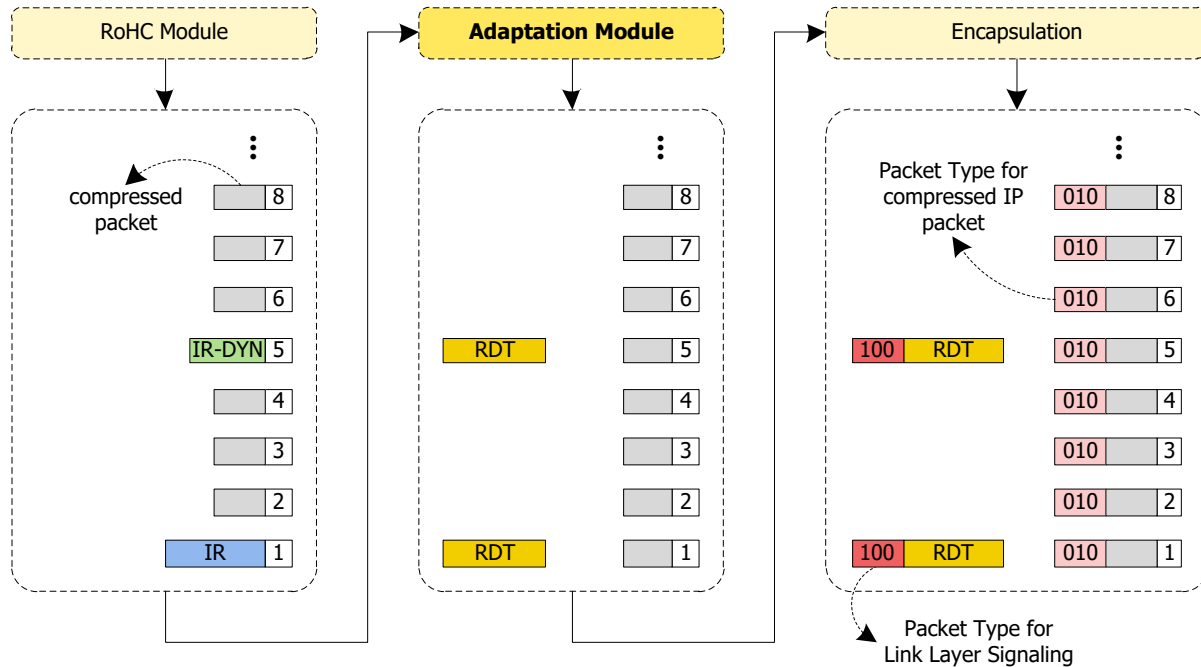 RoHC Module
Adaptation Module
Encapsulation
compressed
packet
8
7
6
IR-DYN 5
4
3
2
IR 1
8
7
6
RDT 5
4
3
2
RDT 1
Packet Type for
compressed IP
packet
010 8
010 7
010 6
100 RDT 010 5
010 4
010 3
010 2
100 RDT 010 1
Packet Type for
Link Layer Signaling